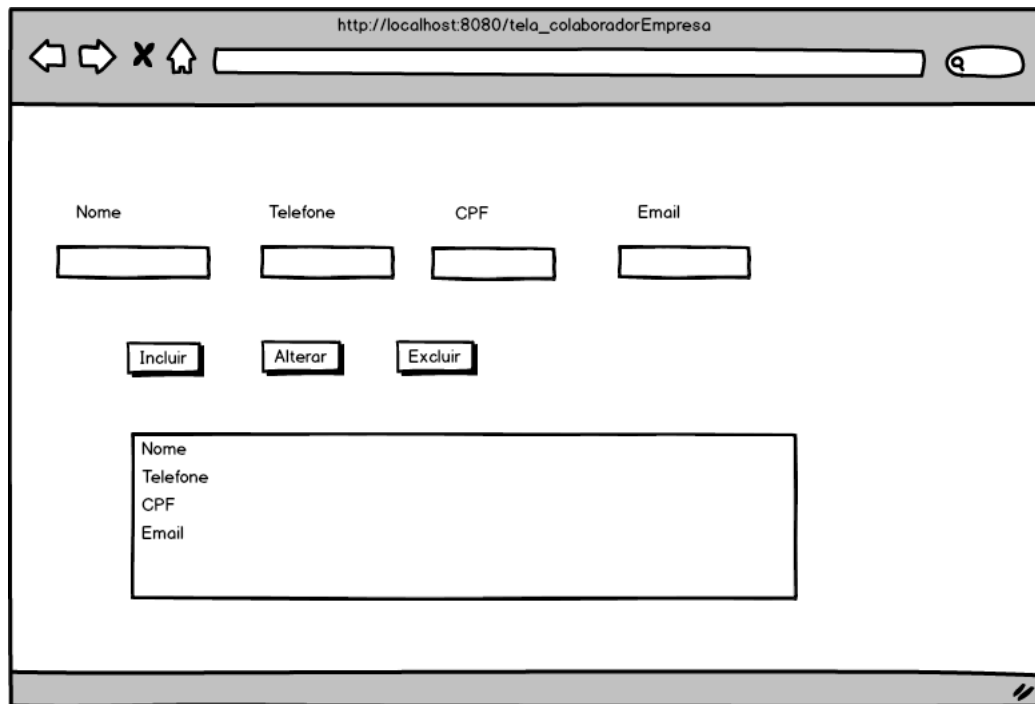 http://localhost:8080/tela_colaboradorEmpresa
Nome Telefone CPF Email
Incluir Alterar Excluir
Nome
Telefone
CPF
Email